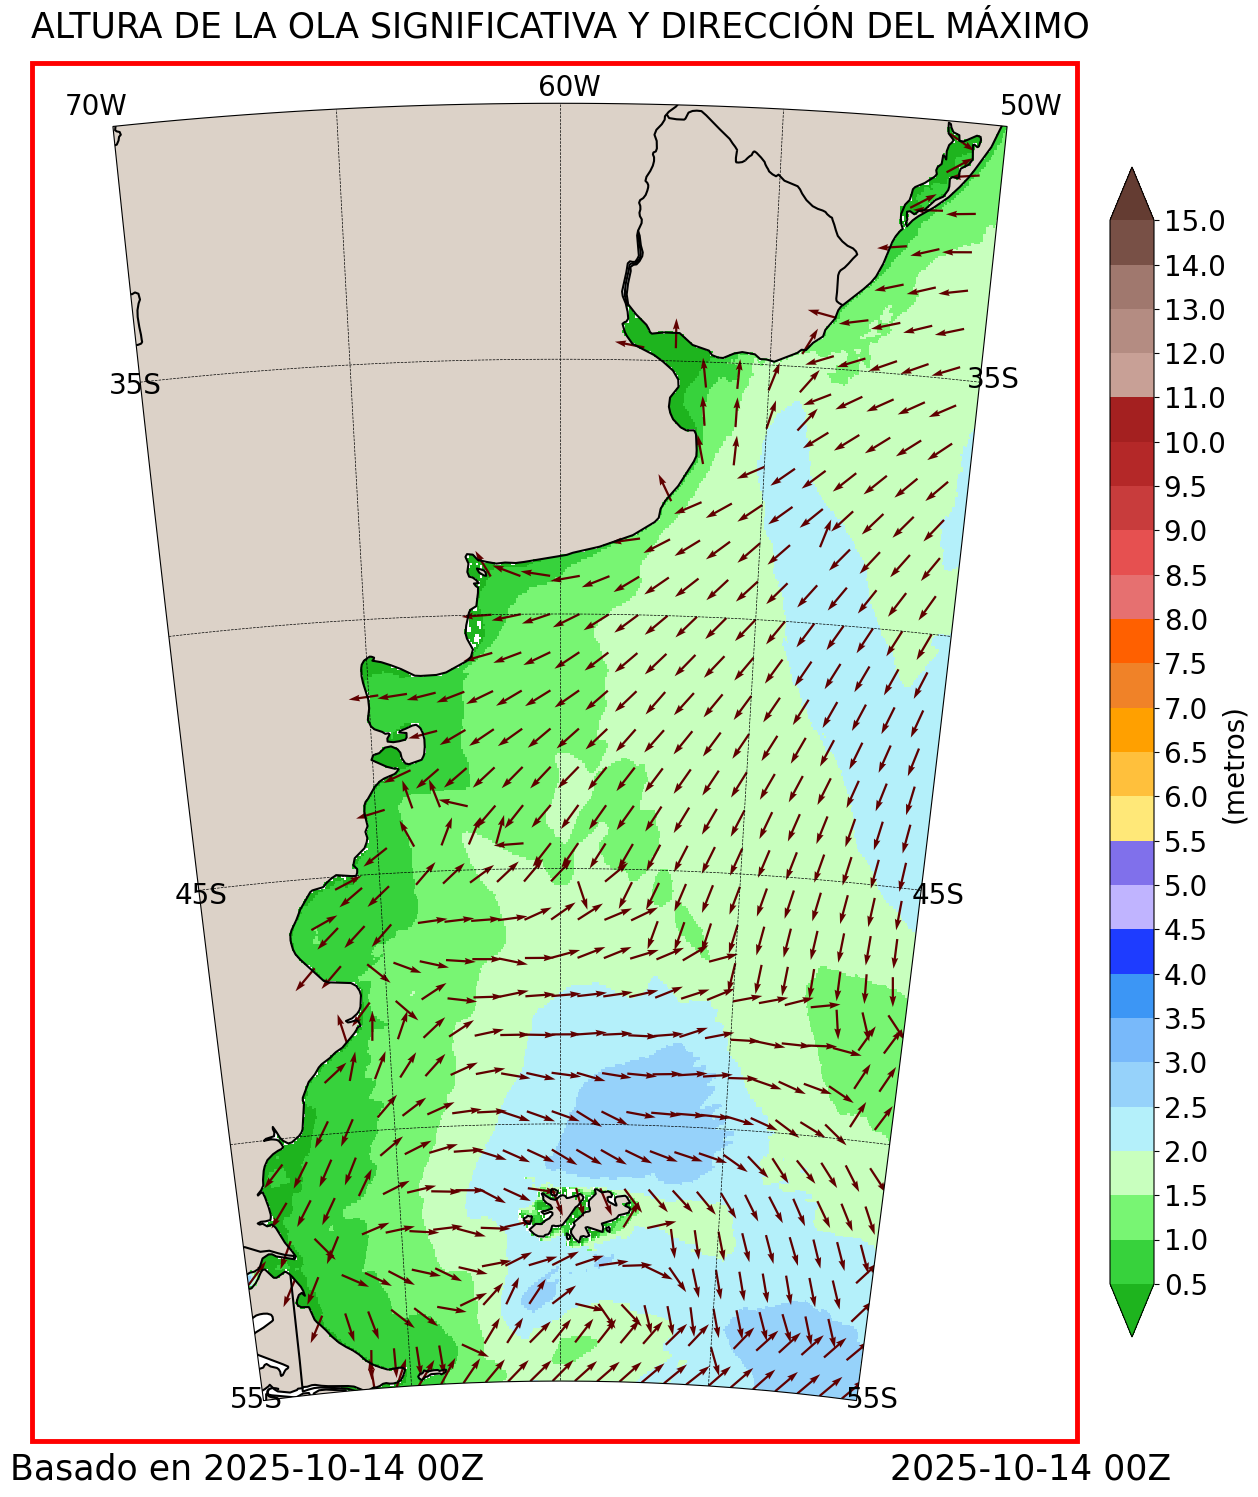 ALTURA DE LA OLA SIGNIFICATIVA Y DIRECCIÓN DEL MÁXIMO
70W
60W
50W
35S
35S
45S
45S
55S
55S
15.0
14.0
13.0
12.0
11.0
10.0
9.5
9.0
8.5
8.0
7.5
7.0
6.5
6.0
5.5
5.0
4.5
4.0
3.5
3.0
2.5
2.0
1.5
1.0
0.5
(metros)
Basado en 2025-10-14 00Z
2025-10-14 00Z